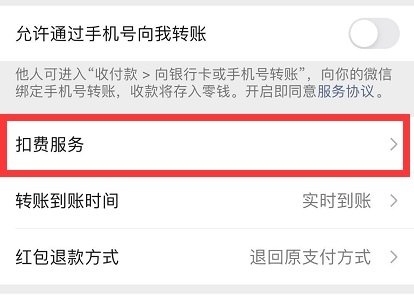 允许通过手机号向我转账
他人可进入“收付款 > 向银行卡或手机号转账”，向你的微信
绑定手机号转账，收款将存入零钱。开启即同意服务协议。
扣费服务
转账到账时间 实时到账
红包退款方式 退回原支付方式